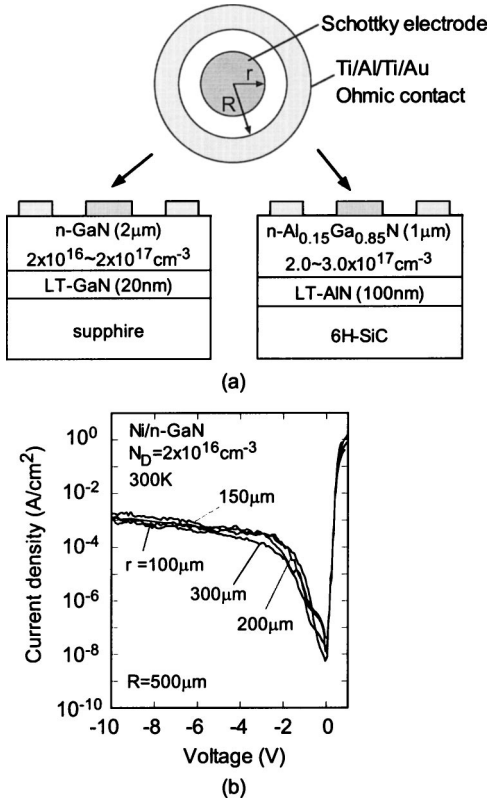 Schottky electrode
r
R
Ti/Al/Ti/Au
Ohmic contact
n-GaN (2μm)
2x10¹⁶~2x10¹⁷cm⁻³
LT-GaN (20nm)
supphire
n-Al₀.₁₅Ga₀.₈₅N (1μm)
2.0~3.0x10¹⁷cm⁻³
LT-AlN (100nm)
6H-SiC
(a)
Current density (A/cm²)
10⁰
10⁻²
10⁻⁴
10⁻⁶
10⁻⁸
10⁻¹⁰
Ni/n-GaN
N_D=2x10¹⁶cm⁻³
300K
150μm
r =100μm
300μm
200μm
R=500μm
-10 -8 -6 -4 -2 0
Voltage (V)
(b)